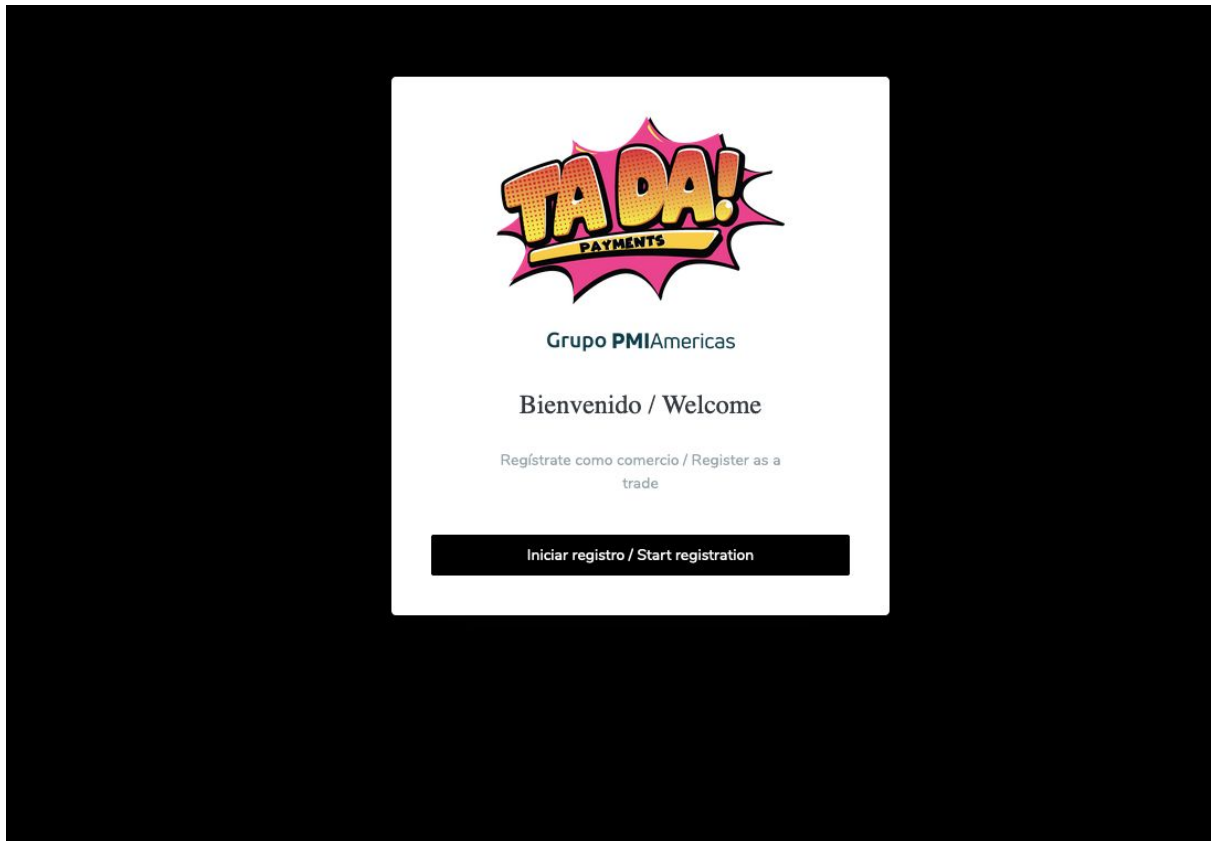 TA DA!
PAYMENTS
Grupo PMIAmericas
Bienvenido / Welcome
Regístrate como comercio / Register as a
trade
Iniciar registro / Start registration